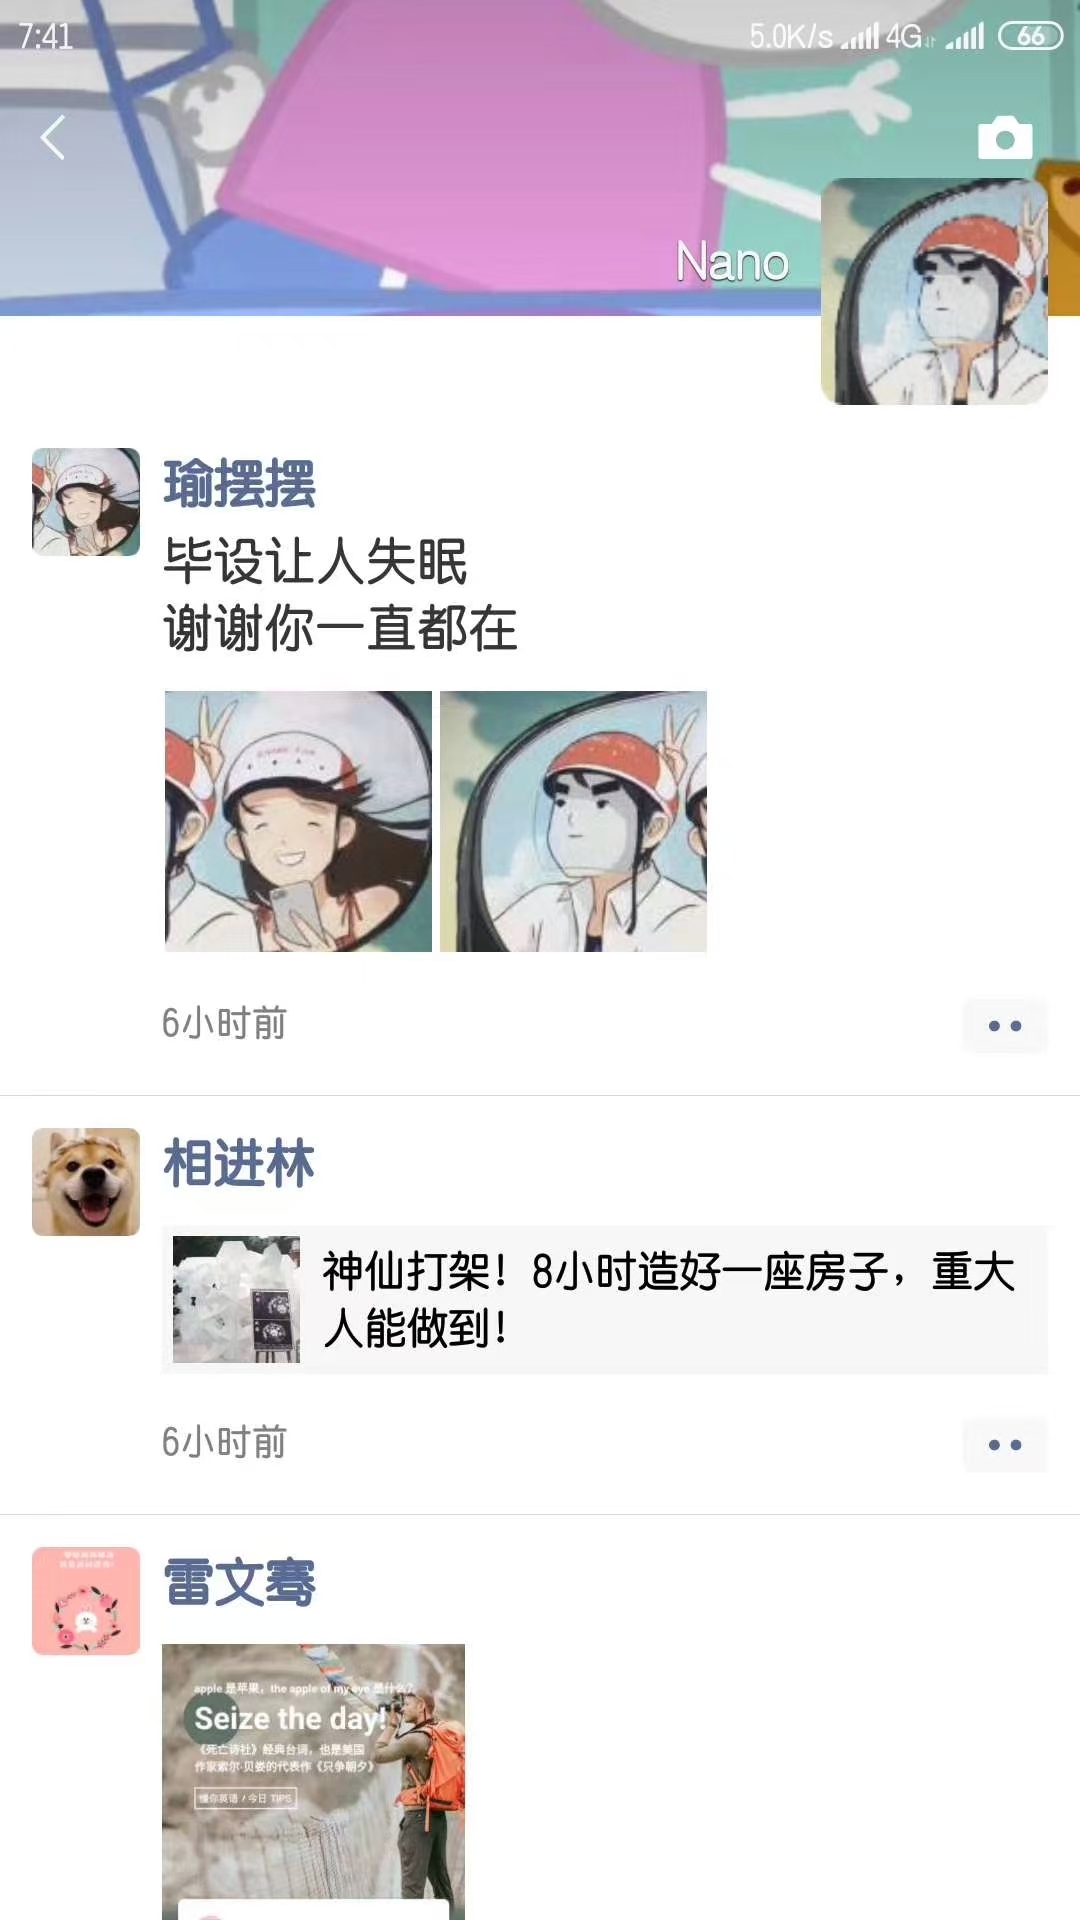 7:41
5.0K/s
4G
66
Nano
瑜摆摆
毕设让人失眠
谢谢你一直都在
6小时前
相进林
神仙打架！8小时造好一座房子，重大
人能做到！
6小时前
雷文骞
apple 是苹果，the apple of my eye 是什么？
Seize the day!
《死亡诗社》经典台词，也是美国
作家索尔·贝娄的代表作《只争朝夕》
懂你英语 / 今日 TIPS